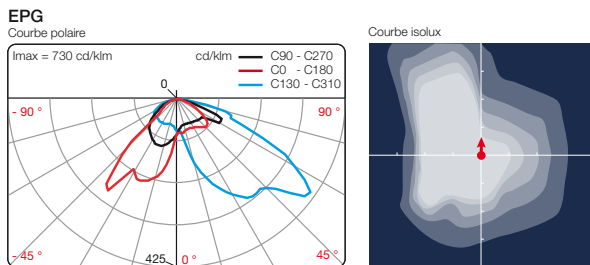 EPG
Courbe polaire
Imax = 730 cd/klm
cd/klm
C90 - C270
C0 - C180
C130 - C310
0
- 90 °
90 °
- 45 °
425
0 °
45 °
Courbe isolux